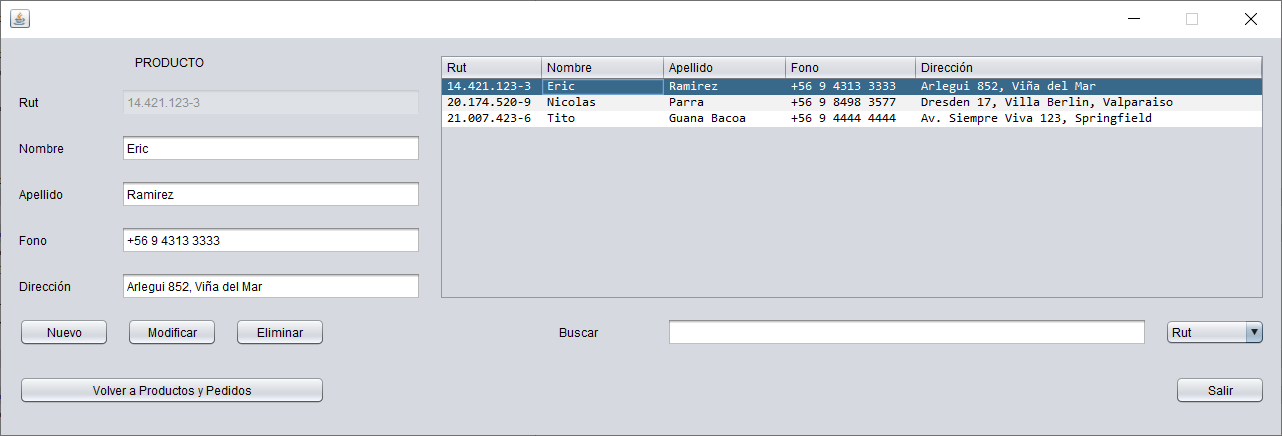 PRODUCTO
Rut 14.421.123-3
Nombre Eric
Apellido Ramirez
Fono +56 9 4313 3333
Dirección Arlegui 852, Viña del Mar
Nuevo Modificar Eliminar
Volver a Productos y Pedidos
Rut Nombre Apellido Fono Dirección
14.421.123-3 Eric Ramirez +56 9 4313 3333 Arlegui 852, Viña del Mar
20.174.520-9 Nicolas Parra +56 9 8498 3577 Dresden 17, Villa Berlin, Valparaiso
21.007.423-6 Tito Guana Bacoa +56 9 4444 4444 Av. Siempre Viva 123, Springfield
Buscar Rut
Salir